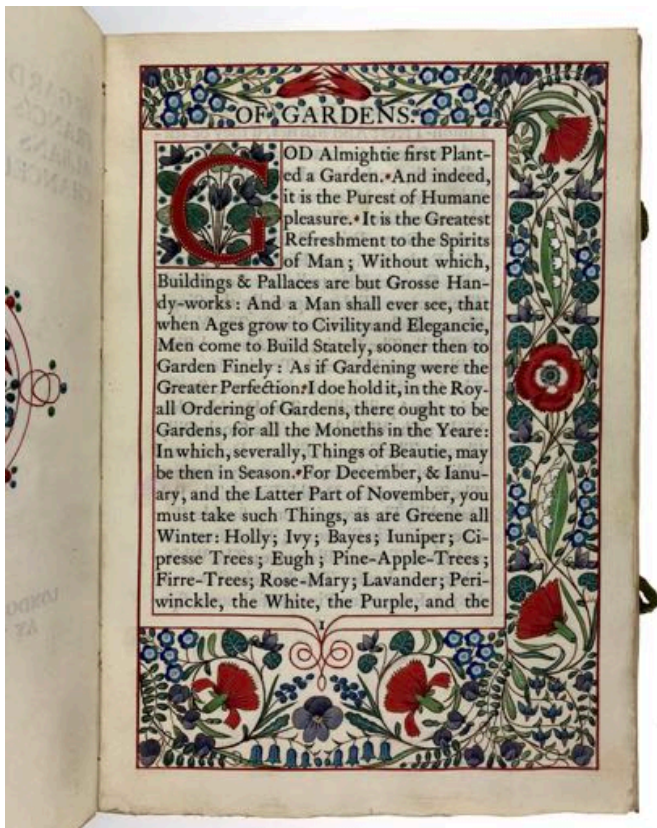 OF GARDENS.
GOD Almightie first Plant-
ed a Garden. And indeed,
it is the Purest of Humane
pleasure. It is the Greatest
Refreshment to the Spirits
of Man; Without which,
Buildings & Pallaces are but Grosse Han-
dy-works: And a Man shall ever see, that
when Ages grow to Civility and Elegancie,
Men come to Build Stately, sooner then to
Garden Finely: As if Gardening were the
Greater Perfection. I doe hold it, in the Roy-
all Ordering of Gardens, there ought to be
Gardens, for all the Moneths in the Yeare:
In which, severally, Things of Beautie, may
be then in Season. For December, & Ianu-
ary, and the Latter Part of November, you
must take such Things, as are Greene all
Winter: Holly; Ivy; Bayes; Iuniper; Ci-
presse Trees; Eugh; Pine-Apple-Trees;
Firre-Trees; Rose-Mary; Lavander; Peri-
winckle, the White, the Purple, and the
1